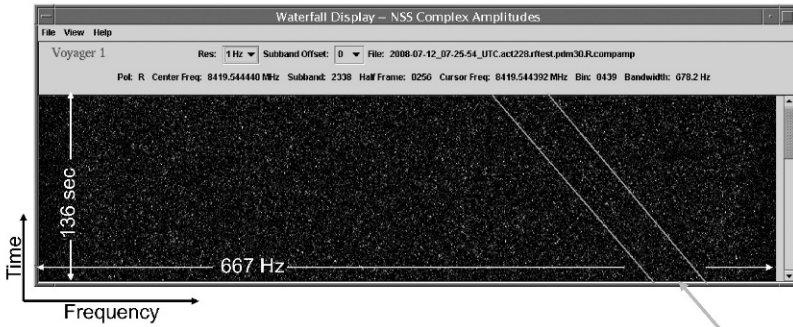 Waterfall Display – NSS Complex Amplitudes
File View Help
Voyager 1 Res: 1 Hz Subband Offset: 0 File: 2008-07-12_07-25-54_UTC.act228.rftest.pdm30.R.compamp
Pol: R Center Freq: 8419.544440 MHz Subband: 2338 Half Frame: 0256 Cursor Freq: 8419.544392 MHz Bin: 0439 Bandwidth: 678.2 Hz
136 sec
667 Hz
Time
Frequency